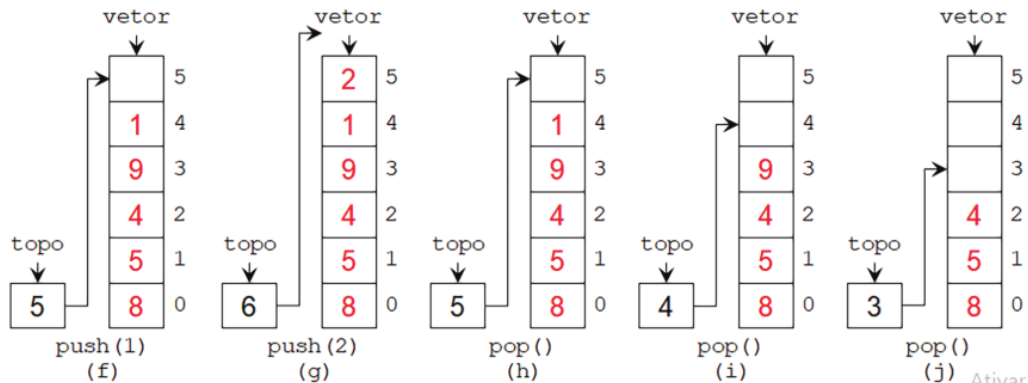 vetor vetor vetor vetor vetor
2
5 5 5 5 5
1 1 1
4 4 4 4 4
9 9 9 9
3 3 3 3 3
4 4 4 4 4
2 2 2 2 2
topo topo topo topo topo
5 5 5 5 5
1 1 1 1 1
5 8 0 6 8 0 5 8 0 4 8 0 3 8 0
push(1) push(2) pop() pop() pop()
(f) (g) (h) (i) (j)
Ativar